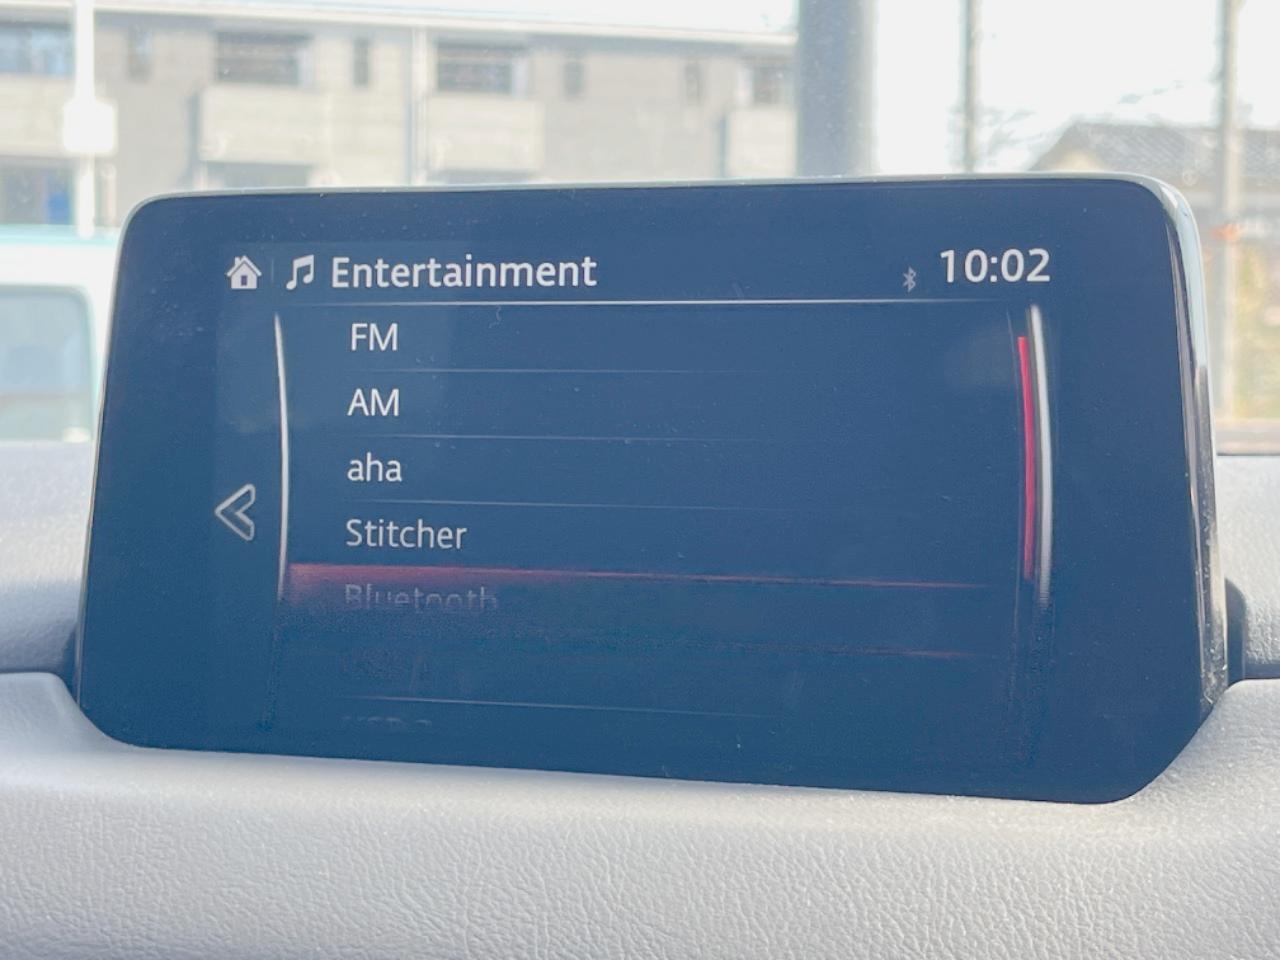 Entertainment
10:02
FM
AM
aha
Stitcher
Bluetooth